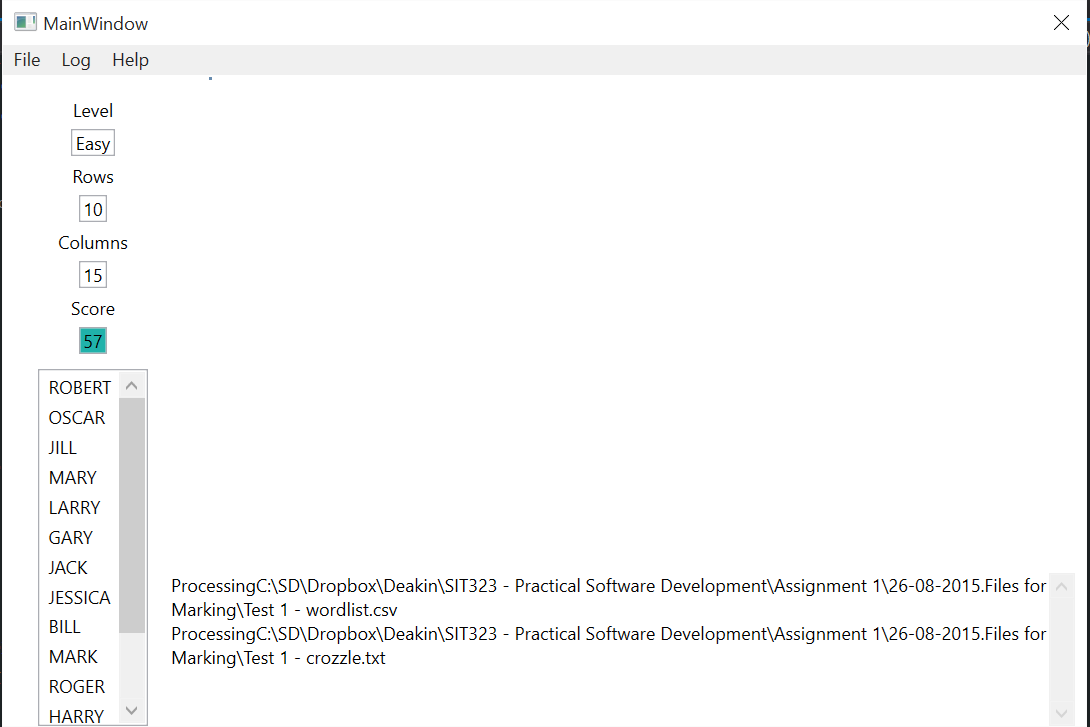 MainWindow
File Log Help
Level
Easy
Rows
10
Columns
15
Score
57
ROBERT
OSCAR
JILL
MARY
LARRY
GARY
JACK
JESSICA
BILL
MARK
ROGER
HARRY
ProcessingC:\SD\Dropbox\Deakin\SIT323 - Practical Software Development\Assignment 1\26-08-2015.Files for
Marking\Test 1 - wordlist.csv
ProcessingC:\SD\Dropbox\Deakin\SIT323 - Practical Software Development\Assignment 1\26-08-2015.Files for
Marking\Test 1 - crozzle.txt